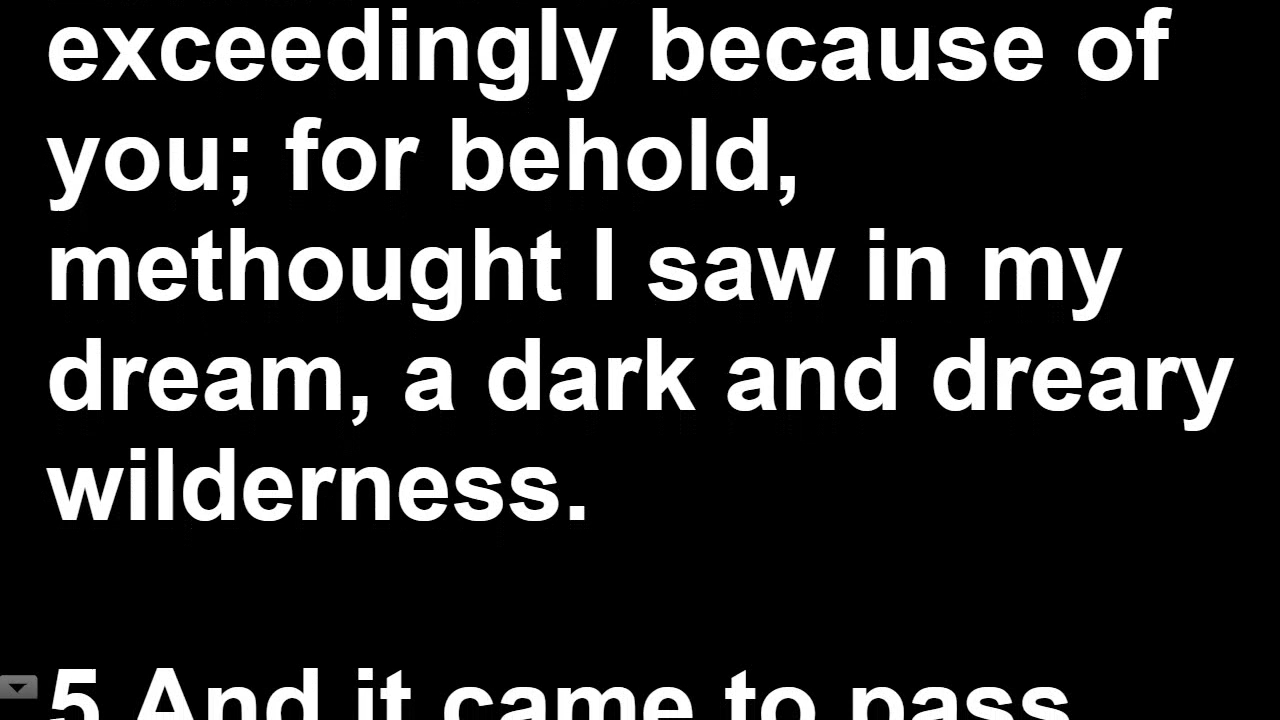 exceedingly because of
you; for behold,
methought I saw in my
dream, a dark and dreary
wilderness.
5 And it came to pass